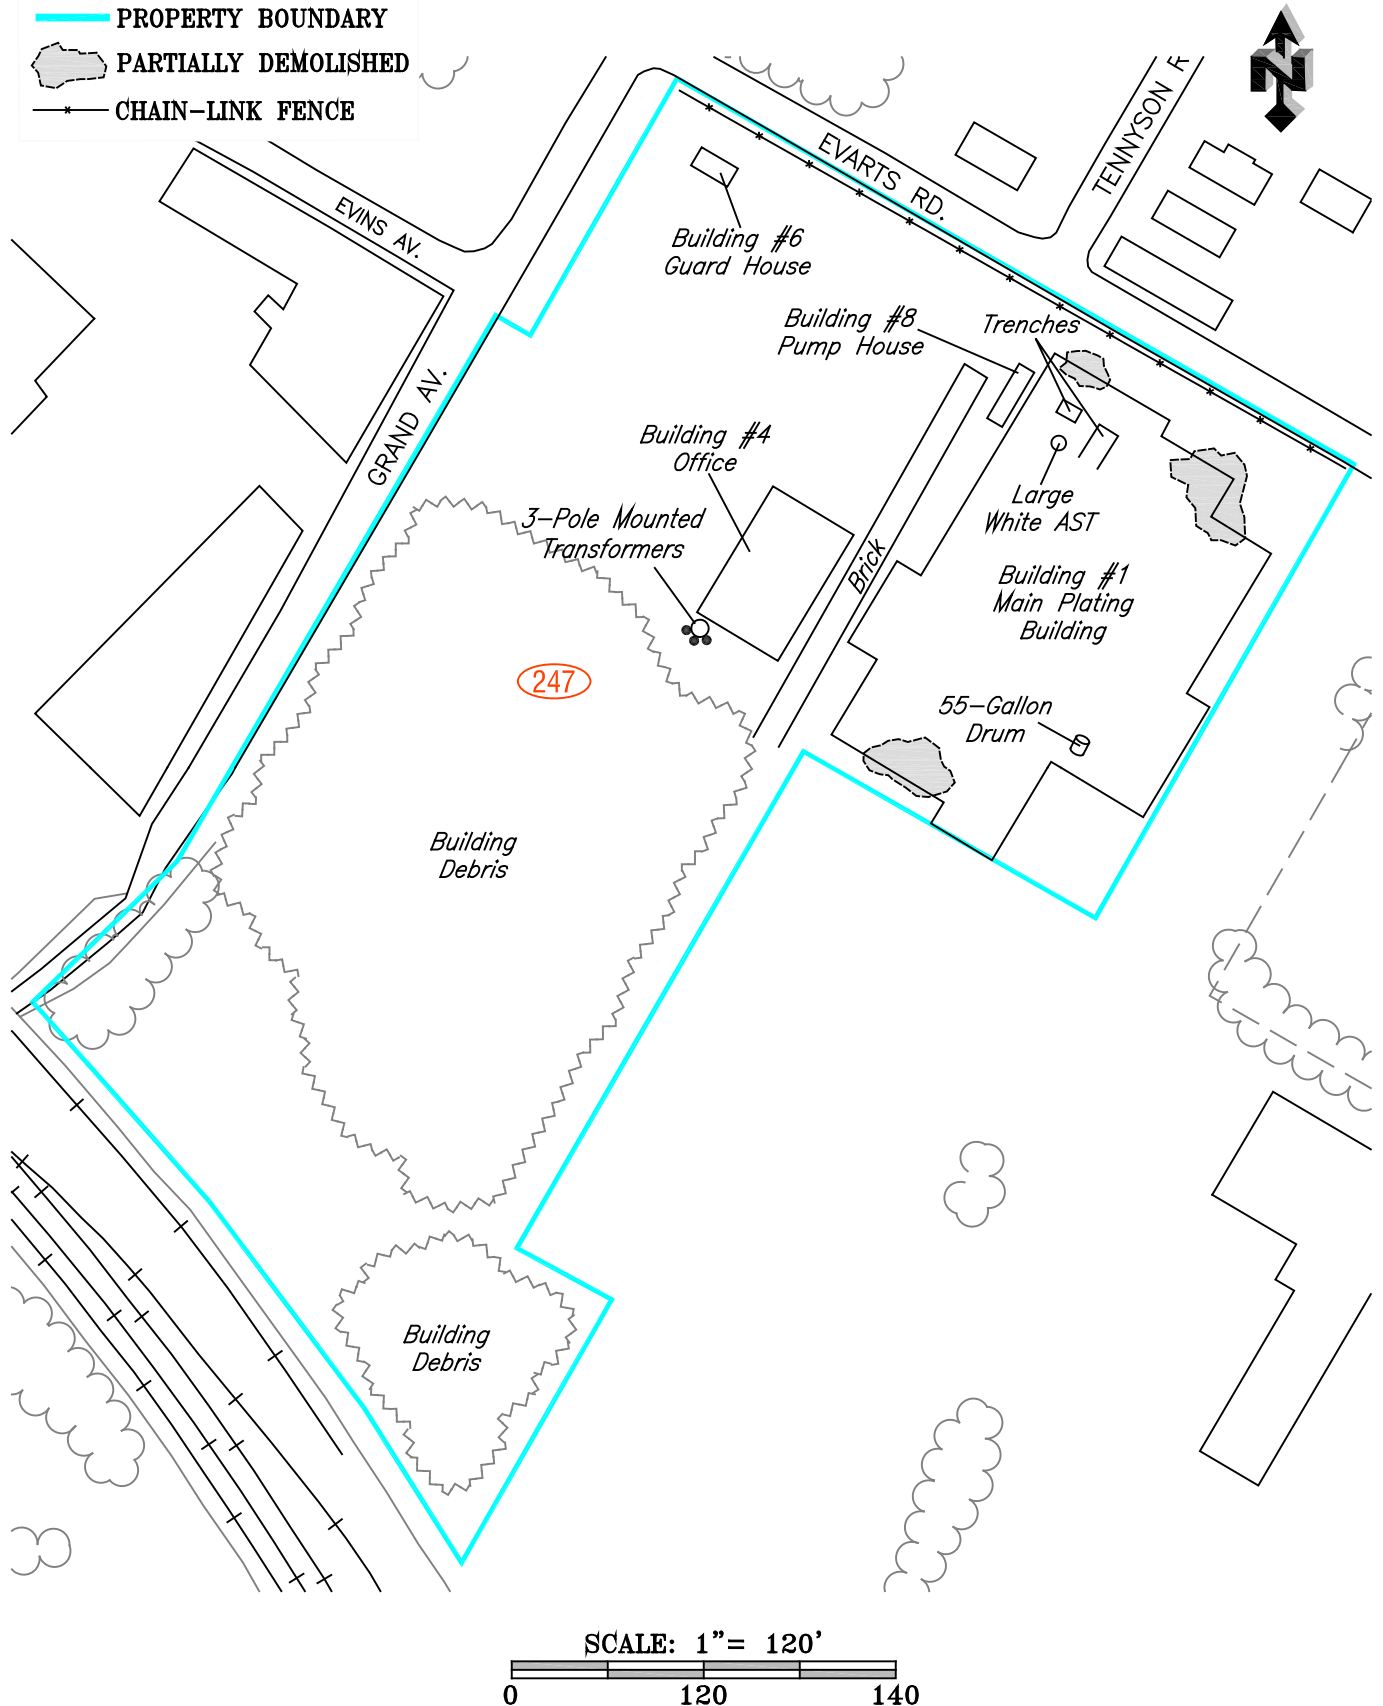 PROPERTY BOUNDARY
PARTIALLY DEMOLISHED
CHAIN-LINK FENCE
N
EVARTS RD.
TENNYSON R
EVINS AV.
GRAND AV.
Building #6
Guard House
Building #8
Pump House
Trenches
Building #4
Office
3-Pole Mounted
Transformers
Brick
Large
White AST
Building #1
Main Plating
Building
247
55-Gallon
Drum
Building
Debris
Building
Debris
SCALE: 1"= 120'
0 120 140